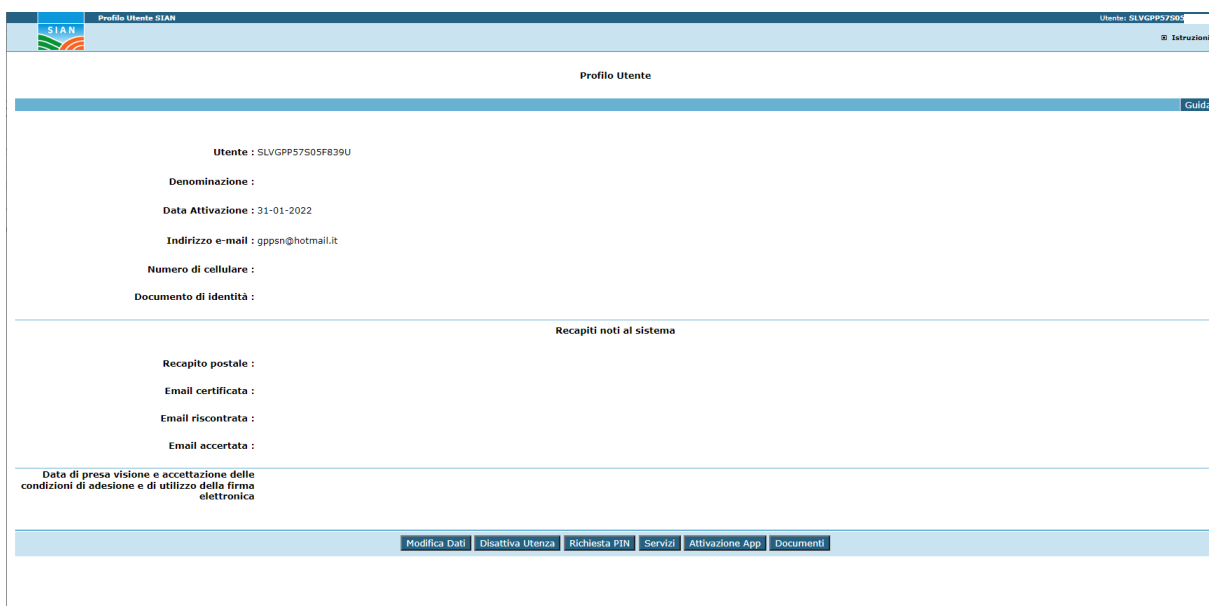 Profilo Utente SIAN
Utente: SLVGPP57S05
SIAN
Istruzioni
Profilo Utente
Guida
Utente : SLVGPP57S05F839U
Denominazione :
Data Attivazione : 31-01-2022
Indirizzo e-mail : gppsn@hotmail.it
Numero di cellulare :
Documento di identità :
Recapiti noti al sistema
Recapito postale :
Email certificata :
Email riscontrata :
Email accertata :
Data di presa visione e accettazione delle
condizioni di adesione e di utilizzo della firma
elettronica
Modifica Dati Disattiva Utenza Richiesta PIN Servizi Attivazione App Documenti